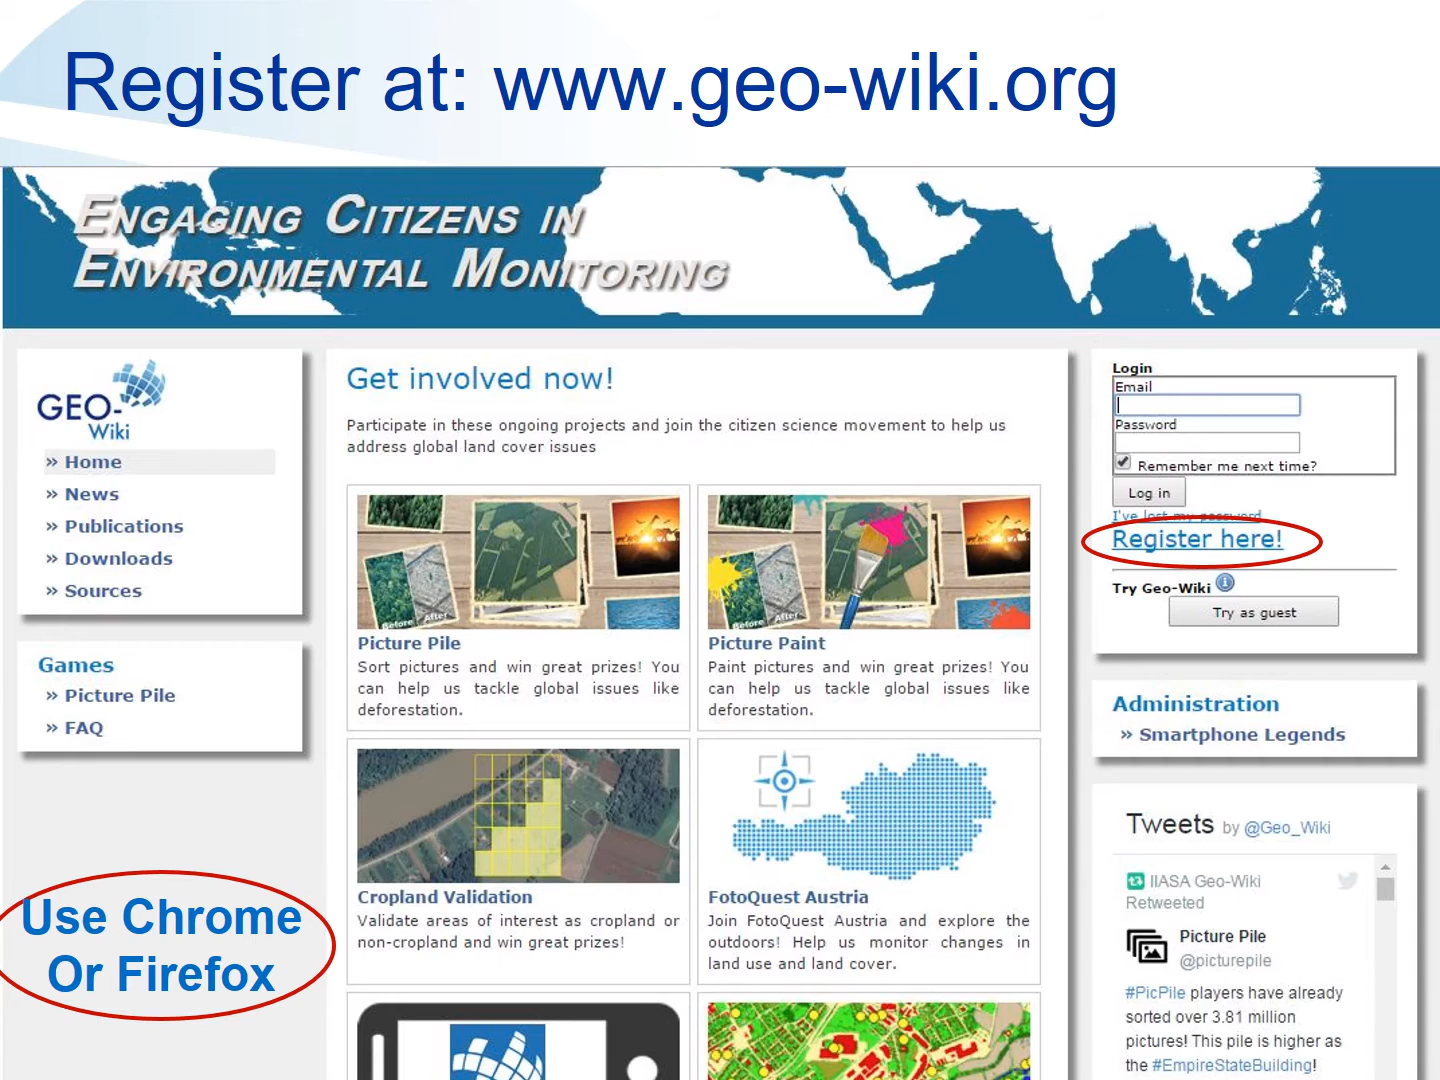 Register at: www.geo-wiki.org
ENGAGING CITIZENS IN
ENVIRONMENTAL MONITORING
GEO-
Wiki
» Home
» News
» Publications
» Downloads
» Sources
Games
» Picture Pile
» FAQ
Use Chrome
Or Firefox
Get involved now!
Participate in these ongoing projects and join the citizen science movement to help us
address global land cover issues
Before After
Picture Pile
Sort pictures and win great prizes! You
can help us tackle global issues like
deforestation.
Before After
Picture Paint
Paint pictures and win great prizes! You
can help us tackle global issues like
deforestation.
Cropland Validation
Validate areas of interest as cropland or
non-cropland and win great prizes!
FotoQuest Austria
Join FotoQuest Austria and explore the
outdoors! Help us monitor changes in
land use and land cover.
Login
Email
Password
Remember me next time?
Log in
I've lost my password
Register here!
Try Geo-Wiki
Try as guest
Administration
» Smartphone Legends
Tweets by @Geo_Wiki
IIASA Geo-Wiki
Retweeted
Picture Pile
@picturepile
#PicPile players have already
sorted over 3.81 million
pictures! This pile is higher as
the #EmpireStateBuilding!